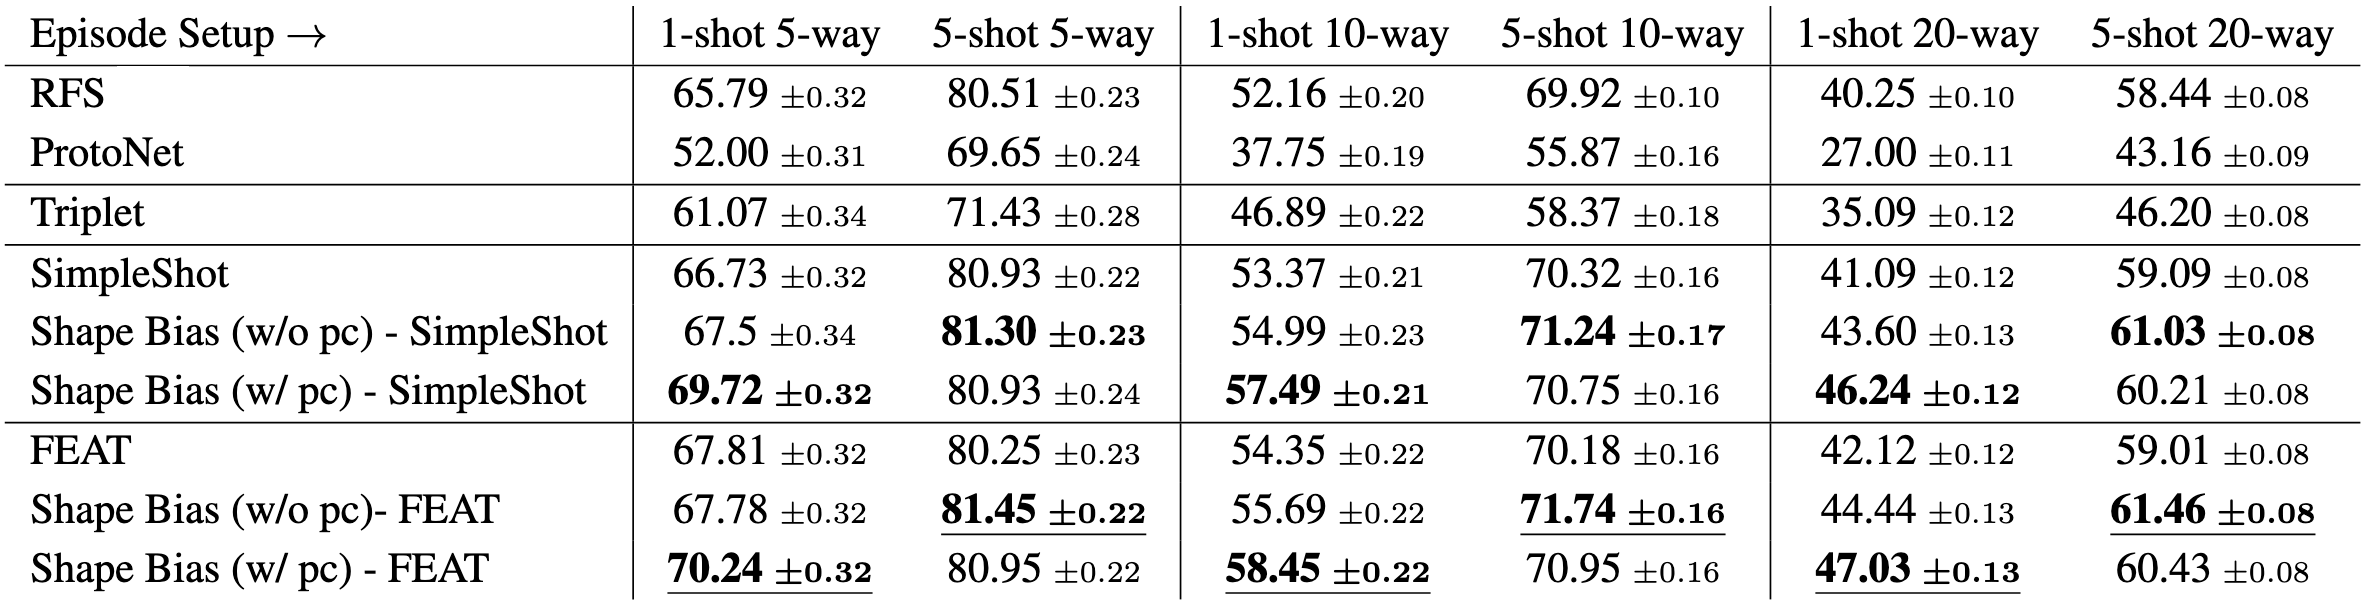 Episode Setup → 1-shot 5-way 5-shot 5-way 1-shot 10-way 5-shot 10-way 1-shot 20-way 5-shot 20-way
RFS 65.79 ±0.32 80.51 ±0.23 52.16 ±0.20 69.92 ±0.10 40.25 ±0.10 58.44 ±0.08
ProtoNet 52.00 ±0.31 69.65 ±0.24 37.75 ±0.19 55.87 ±0.16 27.00 ±0.11 43.16 ±0.09
Triplet 61.07 ±0.34 71.43 ±0.28 46.89 ±0.22 58.37 ±0.18 35.09 ±0.12 46.20 ±0.08
SimpleShot 66.73 ±0.32 80.93 ±0.22 53.37 ±0.21 70.32 ±0.16 41.09 ±0.12 59.09 ±0.08
Shape Bias (w/o pc) - SimpleShot 67.5 ±0.34 81.30 ±0.23 54.99 ±0.23 71.24 ±0.17 43.60 ±0.13 61.03 ±0.08
Shape Bias (w/ pc) - SimpleShot 69.72 ±0.32 80.93 ±0.24 57.49 ±0.21 70.75 ±0.16 46.24 ±0.12 60.21 ±0.08
FEAT 67.81 ±0.32 80.25 ±0.23 54.35 ±0.22 70.18 ±0.16 42.12 ±0.12 59.01 ±0.08
Shape Bias (w/o pc)- FEAT 67.78 ±0.32 81.45 ±0.22 55.69 ±0.22 71.74 ±0.16 44.44 ±0.13 61.46 ±0.08
Shape Bias (w/ pc) - FEAT 70.24 ±0.32 80.95 ±0.22 58.45 ±0.22 70.95 ±0.16 47.03 ±0.13 60.43 ±0.08